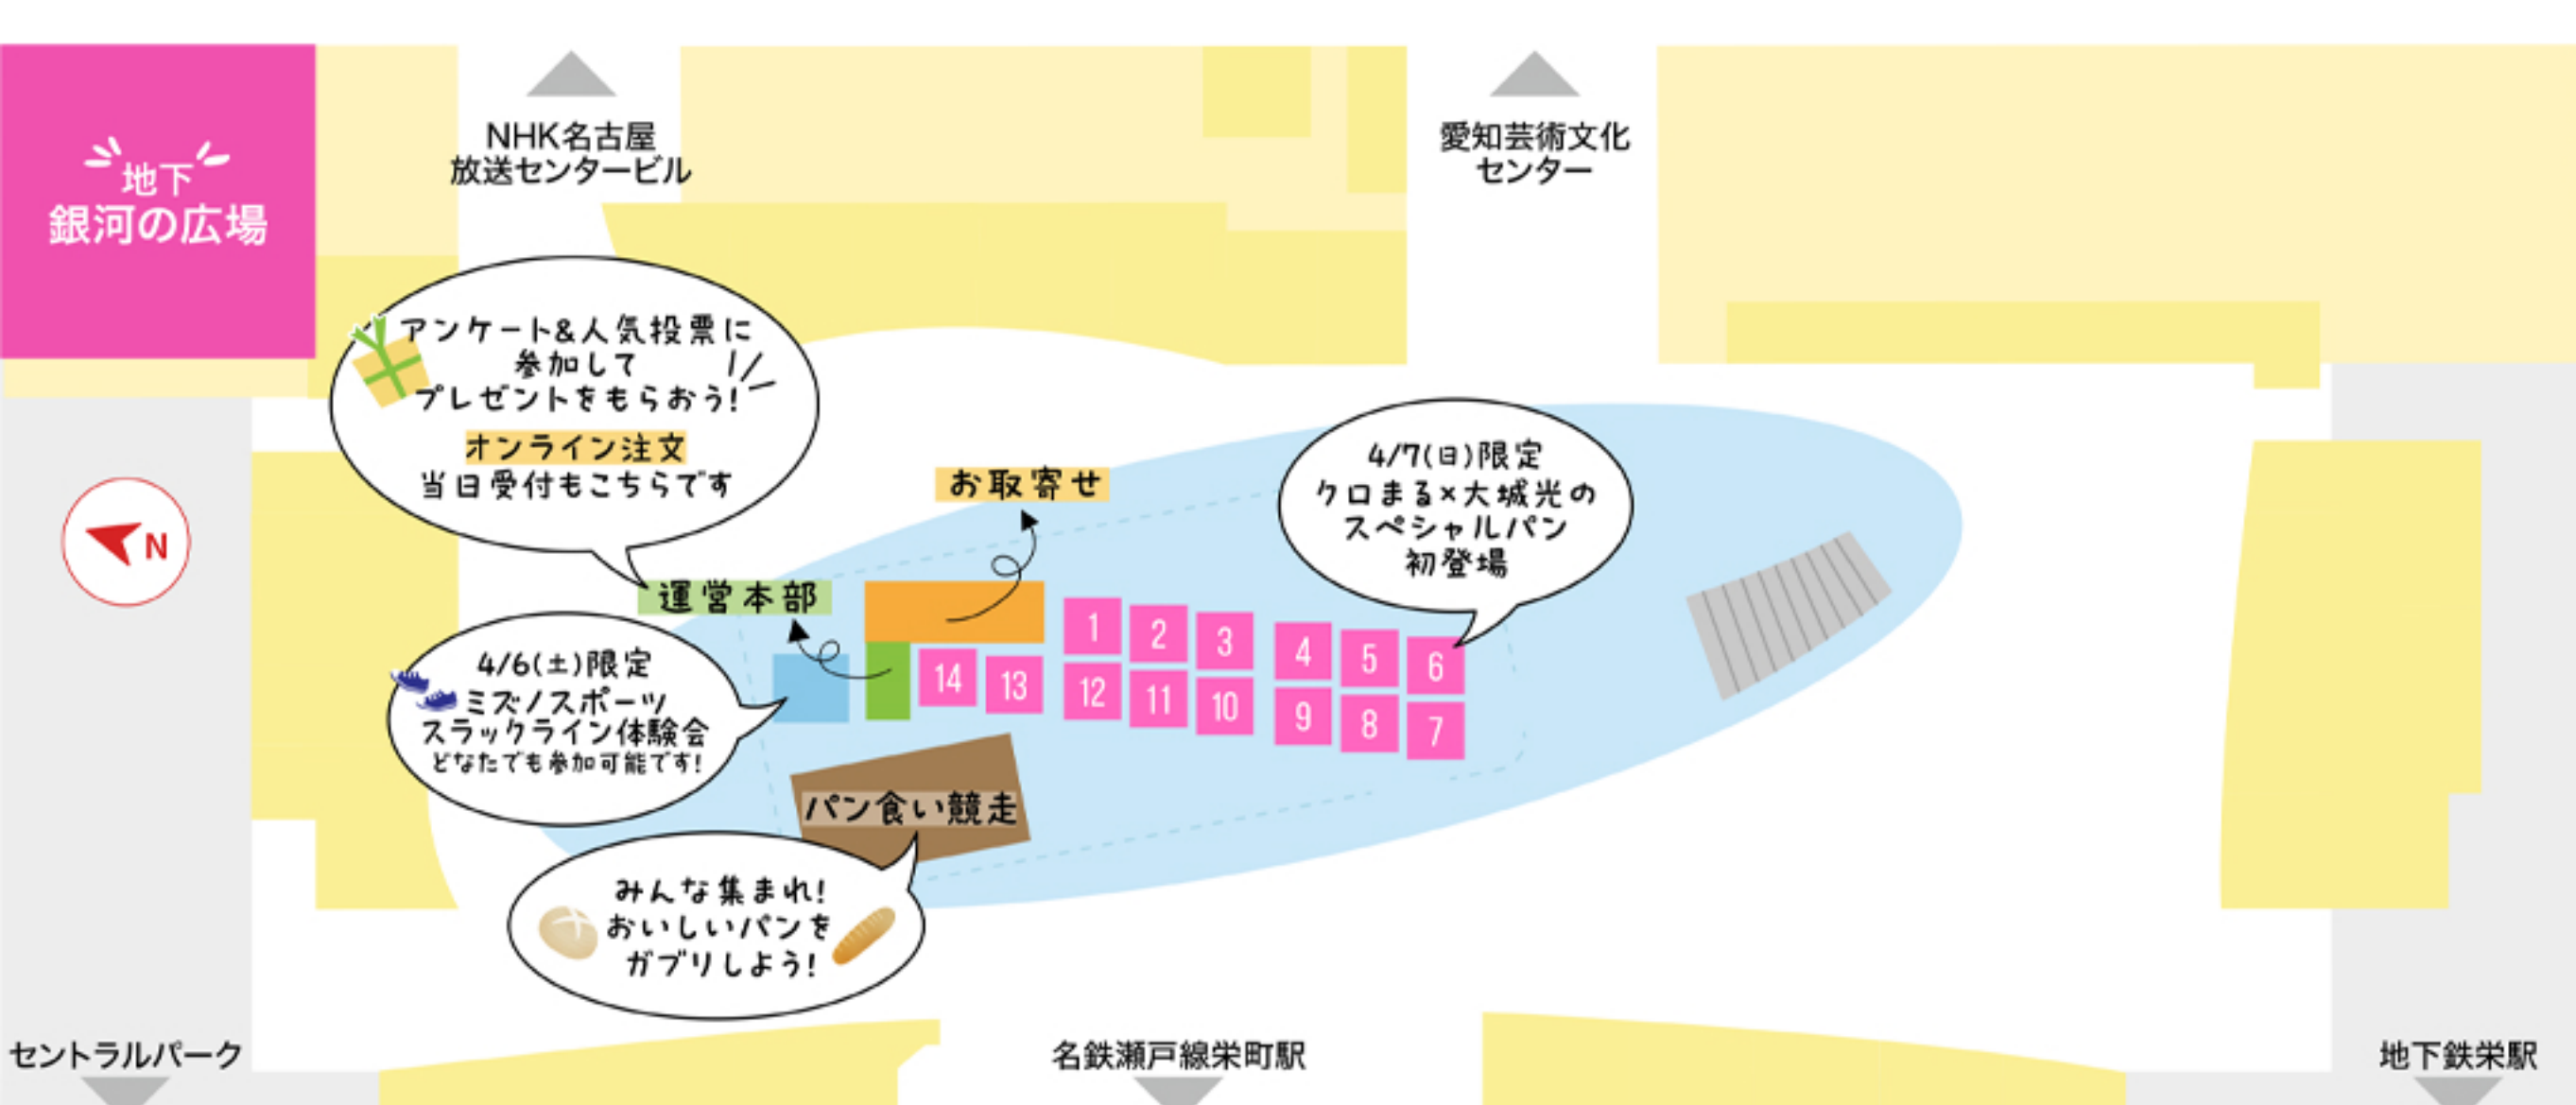 地下
銀河の広場
NHK名古屋
放送センタービル
愛知芸術文化
センター
アンケート&人気投票に
参加して
プレゼントをもらおう!
オンライン注文
当日受付もこちらです
お取寄せ
4/7(日)限定
クロまる×大城光の
スペシャルパン
初登場
N
運営本部
4/6(土)限定
ミズノスポーツ
スラックライン体験会
どなたでも参加可能です!
1
2
3
4
5
6
14
13
12
11
10
9
8
7
パン食い競走
みんな集まれ!
おいしいパンを
ガブリしよう!
セントラルパーク
名鉄瀬戸線栄町駅
地下鉄栄駅